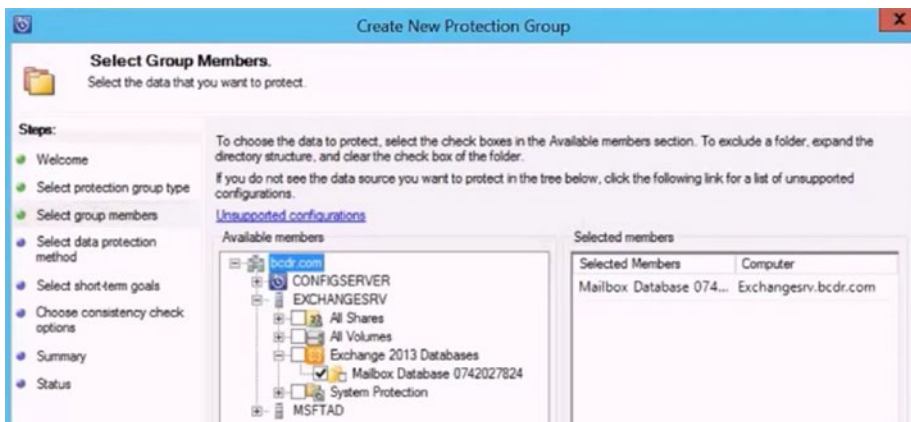 Create New Protection Group
X
Select Group Members.
Select the data that you want to protect.
Steps:
Welcome
Select protection group type
Select group members
Select data protection
method
Select short-term goals
Choose consistency check
options
Summary
Status
To choose the data to protect, select the check boxes in the Available members section. To exclude a folder, expand the
directory structure, and clear the check box of the folder.
If you do not see the data source you want to protect in the tree below, click the following link for a list of unsupported
configurations.
Unsupported configurations
Available members
bcdr.com
CONFIGSERVER
EXCHANGESRV
All Shares
All Volumes
Exchange 2013 Databases
Mailbox Database 0742027824
System Protection
MSFTAD
Selected members
Selected Members Computer
Mailbox Database 074... Exchangesrv.bcdr.com